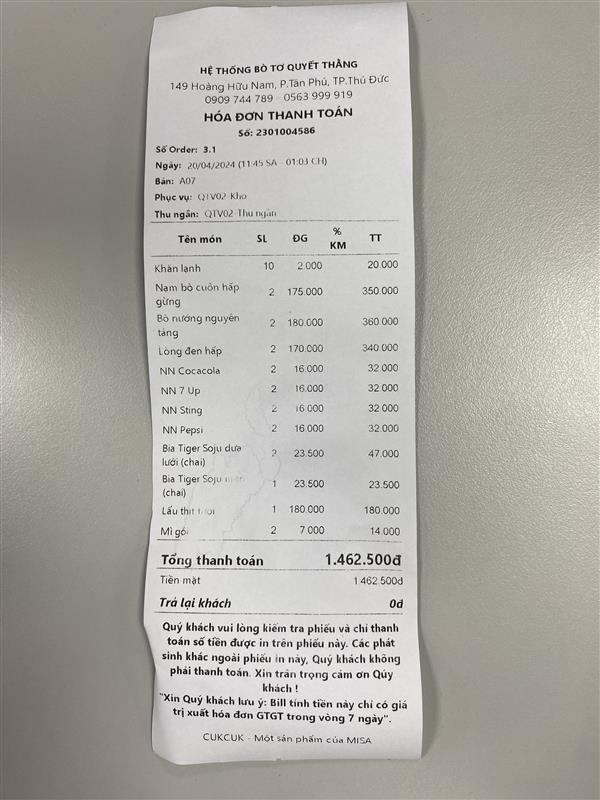 HỆ THỐNG BÒ TƠ QUYẾT THẮNG
149 Hoàng Hữu Nam, P.Tân Phú, TP.Thủ Đức
0909 744 789 - 0563 999 919
HÓA ĐƠN THANH TOÁN
Số: 2301004586
Số Order: 3.1
Ngày: 20/04/2024 (11:45 SA - 01:03 CH)
Bàn: A07
Phục vụ: QTV02-Kho
Thu ngân: QTV02-Thu ngân
Tên món SL ĐG % KM TT
Khăn lạnh 10 2.000 20.000
Nạm bò cuốn hấp gừng 2 175.000 350.000
Bò nướng nguyên tảng 2 180.000 360.000
Lòng đen hấp 2 170.000 340.000
NN Cocacola 2 16.000 32.000
NN 7 Up 2 16.000 32.000
NN Sting 2 16.000 32.000
NN Pepsi 2 16.000 32.000
Bia Tiger Soju dưa lưới (chai) 2 23.500 47.000
Bia Tiger Soju (chai) 1 23.500 23.500
Lẩu thịt 1 180.000 180.000
Mì gói 2 7.000 14.000
Tổng thanh toán 1.462.500đ
Tiền mặt 1.462.500đ
Trả lại khách 0đ
Quý khách vui lòng kiểm tra phiếu và chỉ thanh
toán số tiền được in trên phiếu này. Các phát
sinh khác ngoài phiếu in này, Quý khách không
phải thanh toán. Xin trân trọng cảm ơn Qúy
khách !
"Xin Quý khách lưu ý: Bill tính tiền này chỉ có giá
trị xuất hóa đơn GTGT trong vòng 7 ngày".
CUKCUK - Một sản phẩm của MISA